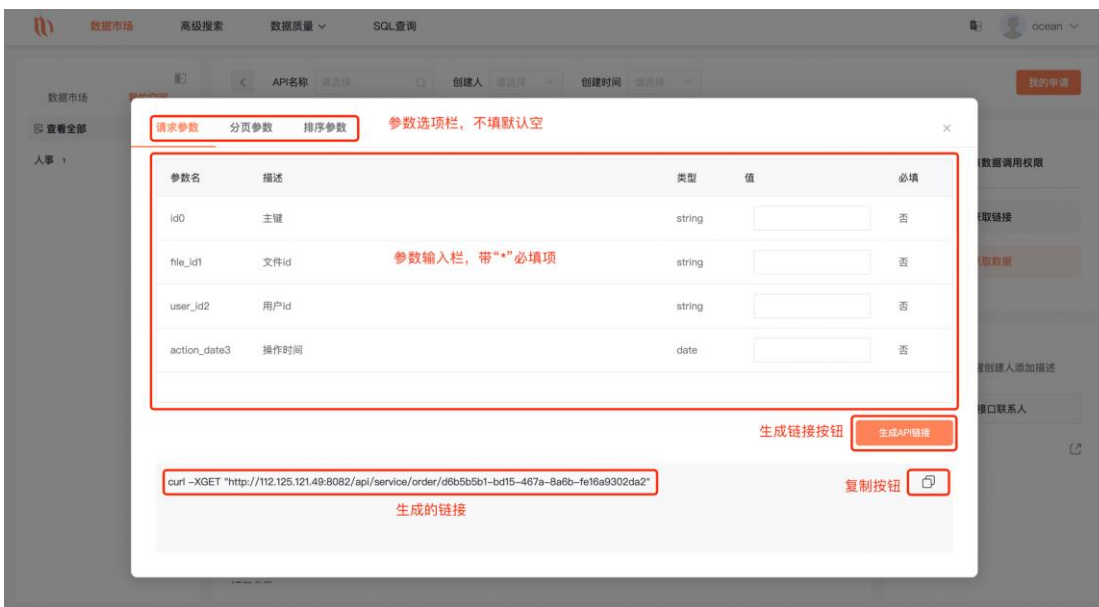 数据市场 高级搜索 数据质量 SQL查询 ocean
API名称 请选择 创建人 请选择 创建时间 请选择 我的申请
数据市场 我的空间
查看全部
人事 1
请求参数 分页参数 排序参数 参数选项栏，不填默认空
数据调用权限
参数名 描述 类型 值 必填
id0 主键 string 否
取链接
file_id1 文件id 参数输入栏，带“*”必填项 string 否
取数据
user_id2 用户id string 否
action_date3 操作时间 date 否
创建人添加描述
接口联系人
生成链接按钮 生成API链接
curl -XGET "http://112.125.121.49:8082/api/service/order/d6b5b5b1-bd15-467a-8a6b-fe16a9302da2" 复制按钮
生成的链接